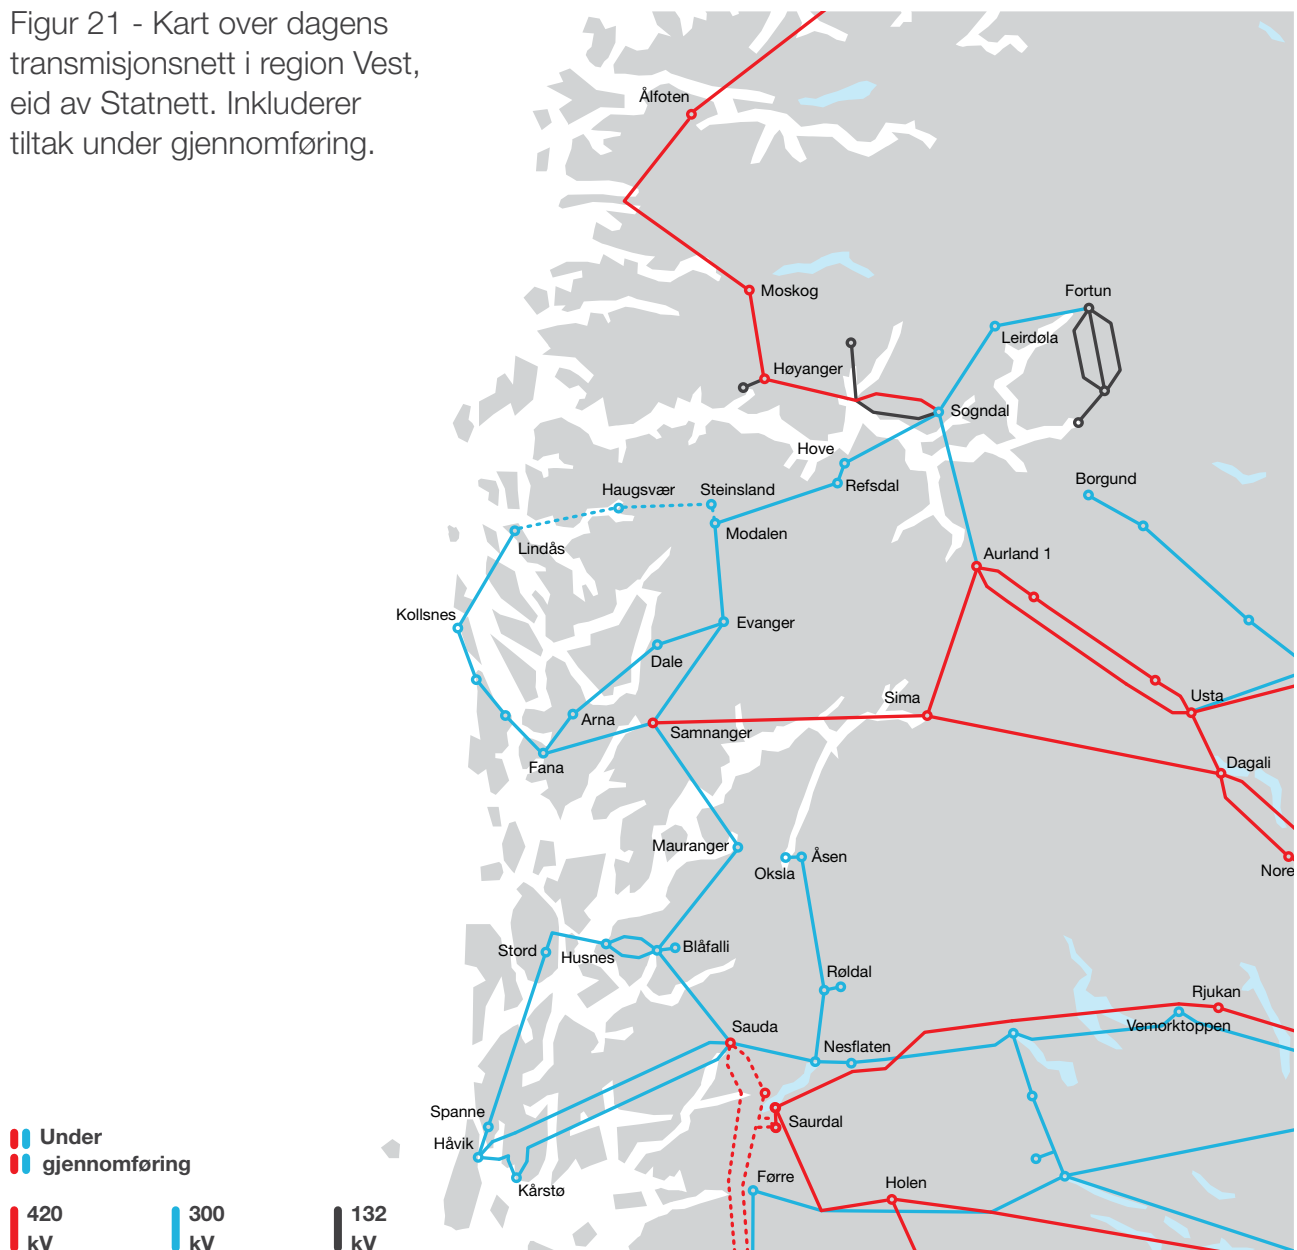 Figur 21 - Kart over dagens
transmisjonsnett i region Vest,
eid av Statnett. Inkluderer
tiltak under gjennomføring.
Ålfoten
Moskog
Fortun
Leirdøla
Høyanger
Sogndal
Hove
Refsdal
Borgund
Haugsvær
Steinsland
Modalen
Lindås
Aurland 1
Kollsnes
Evanger
Dale
Sima
Usta
Arna
Samnanger
Fana
Dagali
Mauranger
Åsen
Oksla
Nore
Stord
Husnes
Blåfalli
Røldal
Rjukan
Sauda
Vemorktoppen
Nesflaten
Spanne
Saurdal
Håvik
Kårstø
Førre
Holen
Under
gjennomføring
420
kV
300
kV
132
kV